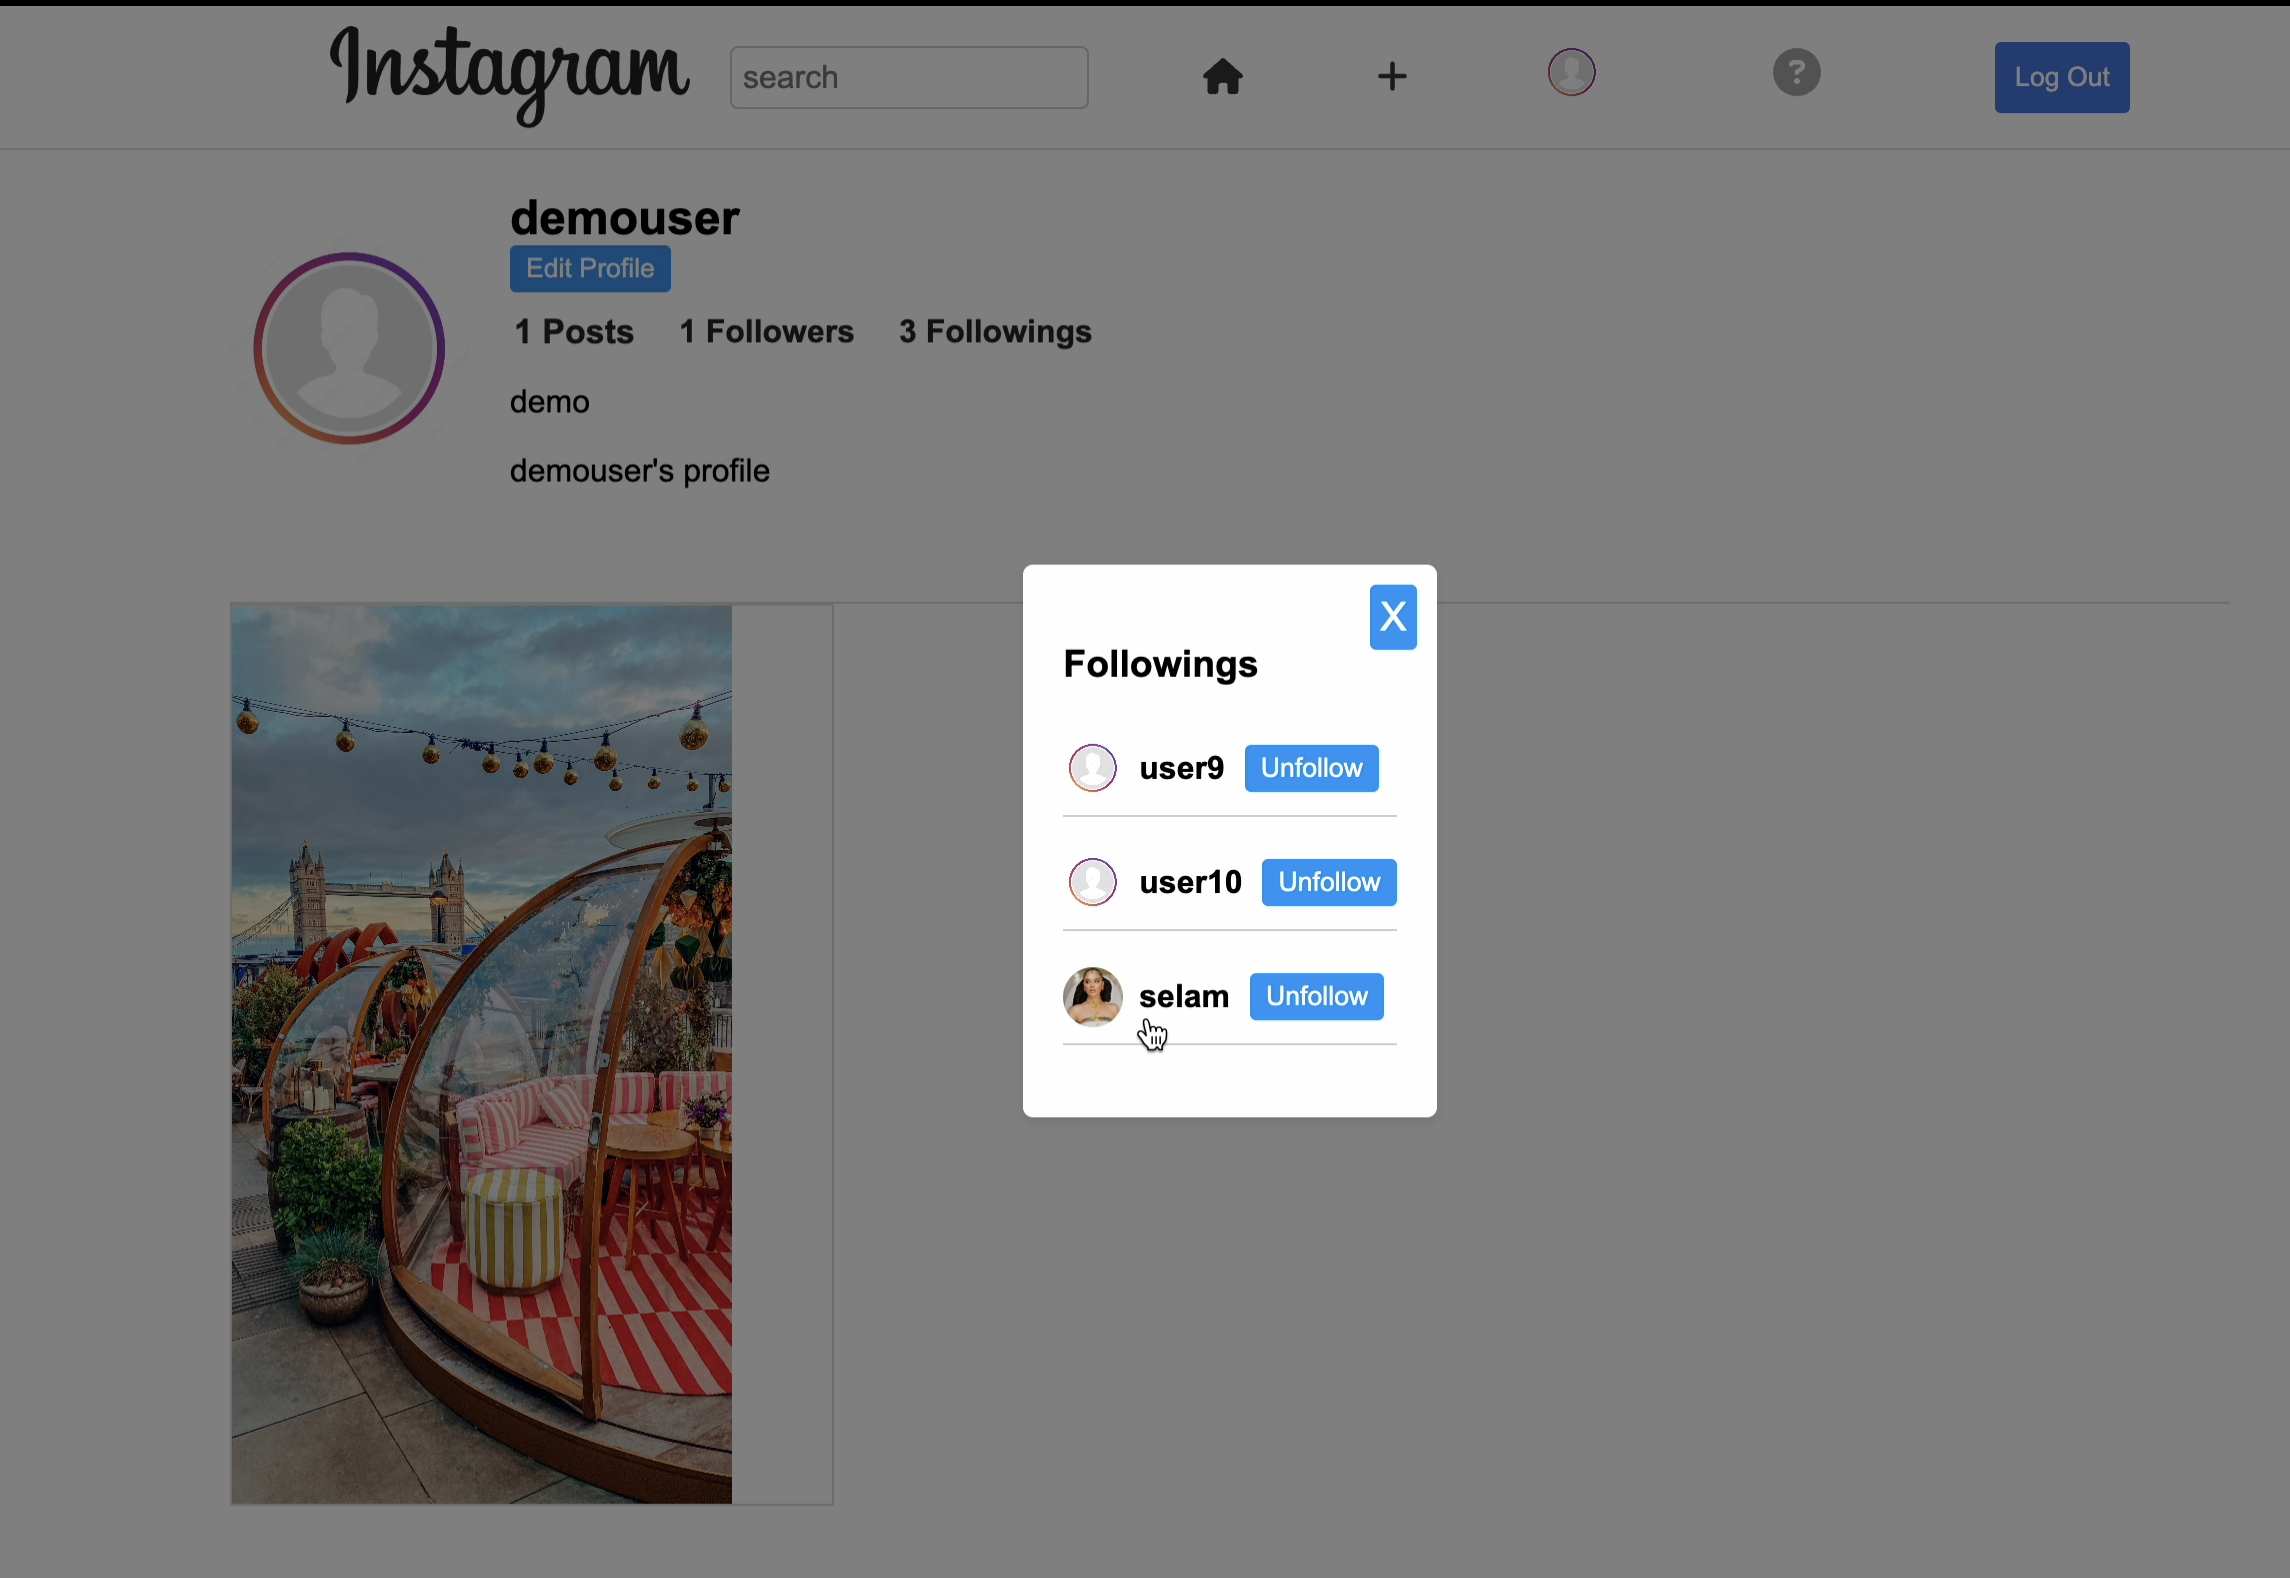 Instagram
search
?
Log Out
demouser
Edit Profile
1 Posts 1 Followers 3 Followings
demo
demouser's profile
X
Followings
user9 Unfollow
user10 Unfollow
selam Unfollow